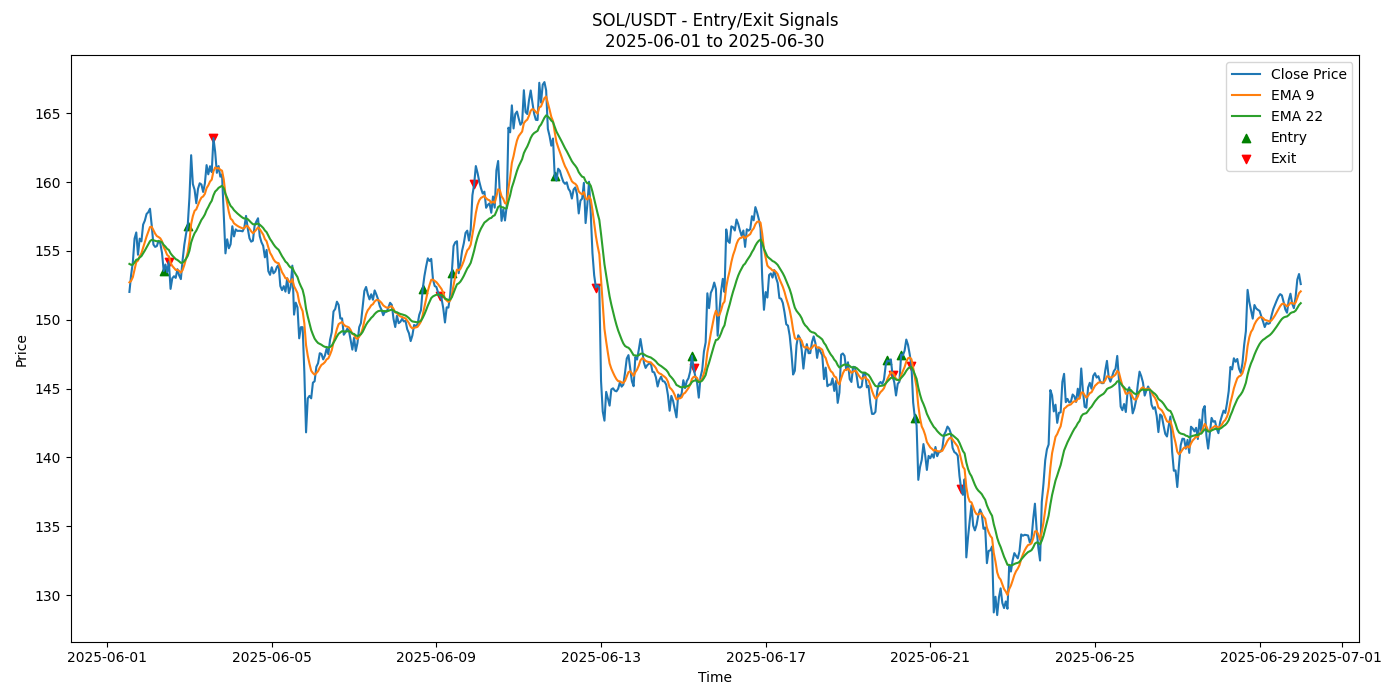 SOL/USDT - Entry/Exit Signals
2025-06-01 to 2025-06-30
Close Price
EMA 9
EMA 22
Entry
Exit
Price
165
160
155
150
145
140
135
130
2025-06-01 2025-06-05 2025-06-09 2025-06-13 2025-06-17 2025-06-21 2025-06-25 2025-06-29 2025-07-01
Time